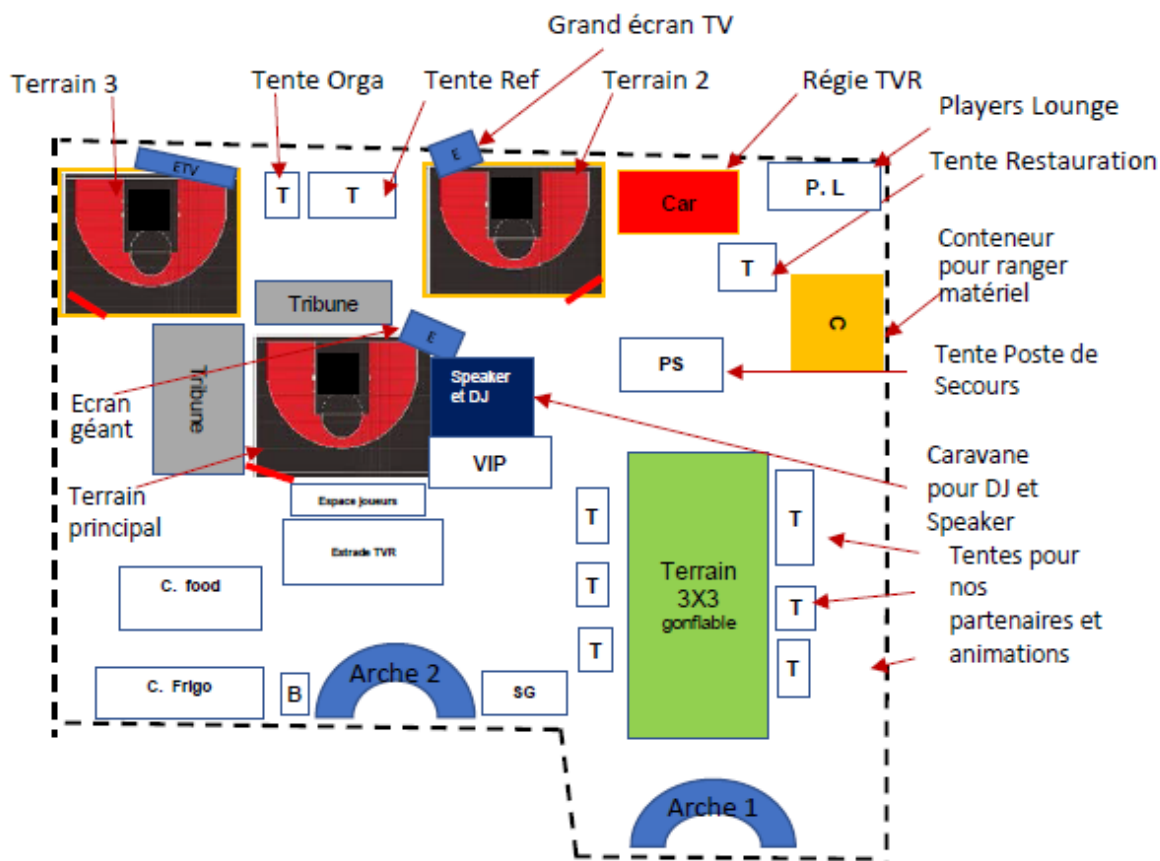 Grand écran TV
Terrain 3
Tente Orga
Tente Ref
Terrain 2
Régie TVR
Players Lounge
Tente Restauration
ETV
E
T
T
Car
P. L
T
Conteneur
pour ranger
matériel
C
Tribune
E
Tribune
Speaker
et DJ
PS
Tente Poste de
Secours
Ecran
géant
VIP
Terrain
principal
Espace joueurs
Extrade TVR
Caravane
pour DJ et
Speaker
Tentes pour
nos
partenaires et
animations
T
T
T
T
T
T
Terrain
3X3
gonflable
C. food
C. Frigo
B
Arche 2
SG
Arche 1